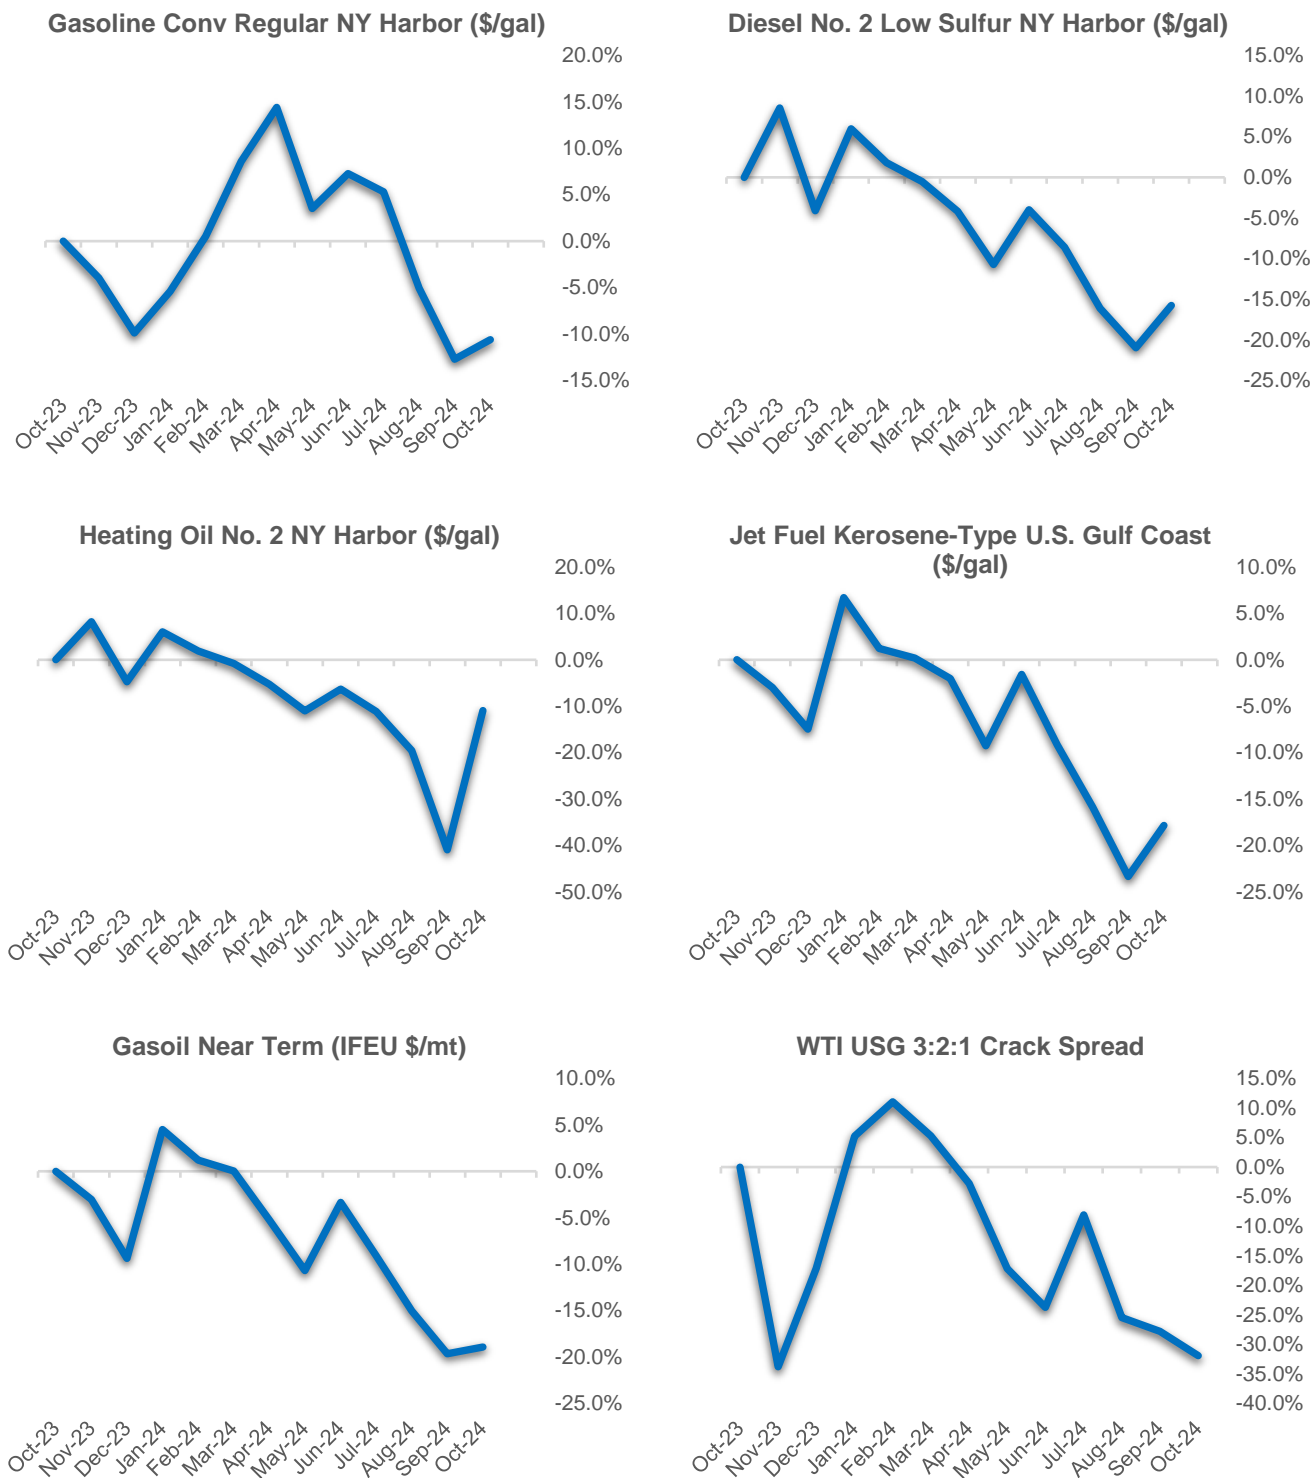 Gasoline Conv Regular NY Harbor ($/gal)
20.0%
15.0%
10.0%
5.0%
0.0%
-5.0%
-10.0%
-15.0%
Oct-23
Nov-23
Dec-23
Jan-24
Feb-24
Mar-24
Apr-24
May-24
Jun-24
Jul-24
Aug-24
Sep-24
Oct-24
Diesel No. 2 Low Sulfur NY Harbor ($/gal)
15.0%
10.0%
5.0%
0.0%
-5.0%
-10.0%
-15.0%
-20.0%
-25.0%
Oct-23
Nov-23
Dec-23
Jan-24
Feb-24
Mar-24
Apr-24
May-24
Jun-24
Jul-24
Aug-24
Sep-24
Oct-24
Heating Oil No. 2 NY Harbor ($/gal)
20.0%
10.0%
0.0%
-10.0%
-20.0%
-30.0%
-40.0%
-50.0%
Oct-23
Nov-23
Dec-23
Jan-24
Feb-24
Mar-24
Apr-24
May-24
Jun-24
Jul-24
Aug-24
Sep-24
Oct-24
Jet Fuel Kerosene-Type U.S. Gulf Coast
($/gal)
10.0%
5.0%
0.0%
-5.0%
-10.0%
-15.0%
-20.0%
-25.0%
Oct-23
Nov-23
Dec-23
Jan-24
Feb-24
Mar-24
Apr-24
May-24
Jun-24
Jul-24
Aug-24
Sep-24
Oct-24
Gasoil Near Term (IFEU $/mt)
10.0%
5.0%
0.0%
-5.0%
-10.0%
-15.0%
-20.0%
-25.0%
Oct-23
Nov-23
Dec-23
Jan-24
Feb-24
Mar-24
Apr-24
May-24
Jun-24
Jul-24
Aug-24
Sep-24
Oct-24
WTI USG 3:2:1 Crack Spread
15.0%
10.0%
5.0%
0.0%
-5.0%
-10.0%
-15.0%
-20.0%
-25.0%
-30.0%
-35.0%
-40.0%
Oct-23
Nov-23
Dec-23
Jan-24
Feb-24
Mar-24
Apr-24
May-24
Jun-24
Jul-24
Aug-24
Sep-24
Oct-24